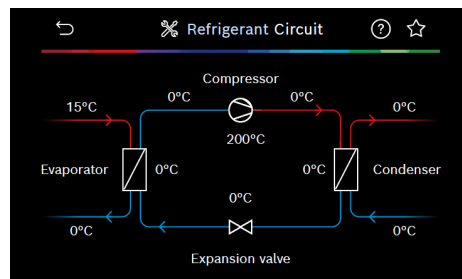 Refrigerant Circuit
?
Compressor
15°C
0°C
0°C
0°C
200°C
Evaporator
0°C
0°C
Condenser
0°C
0°C
0°C
Expansion valve